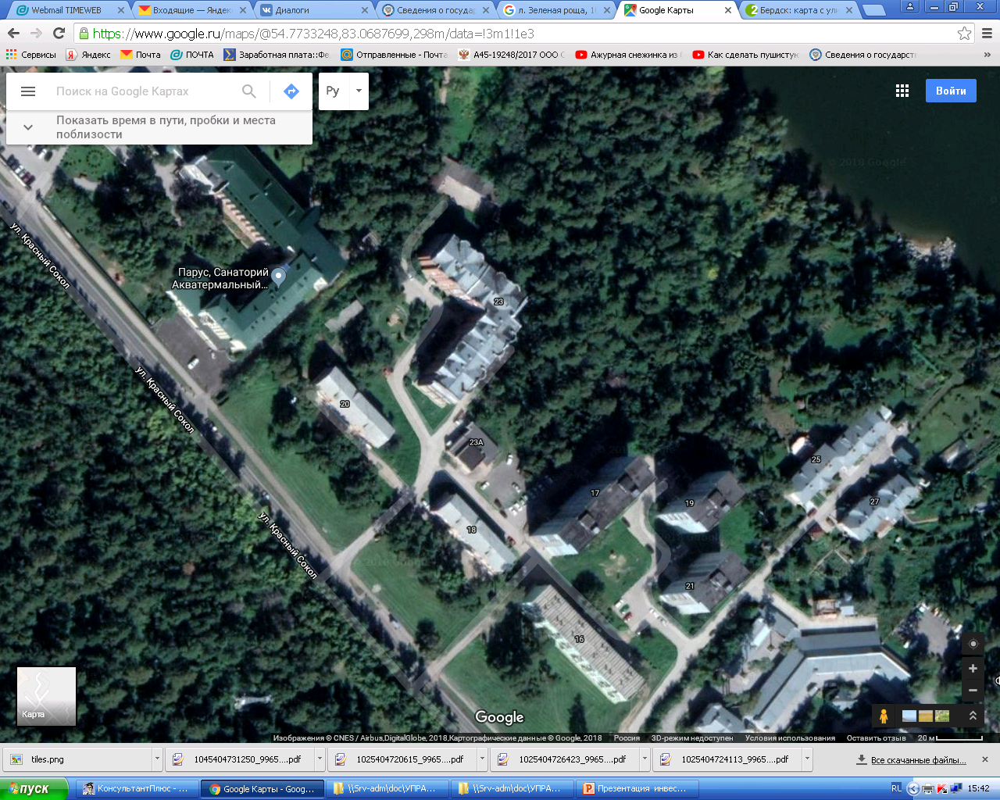 Webmail TIMEWEB
Входящие — Яндек
Диалоги
Сведения о государ
л. Зеленая роща, 1
Google Карты
Бердск: карта с ули
https://www.google.ru/maps/@54.7733248,83.0687699,298m/data=!3m1!1e3
Сервисы
Яндекс
Почта
ПОЧТА
Заработная плата::Фе
Отправленные - Почта
А45-19248/2017 ООО
Ажурная снежинка из
Как сделать пушистую
Сведения о государст
»
Поиск на Google Картах
Ру
Войти
Показать время в пути, пробки и места
поблизости
© 2018 Google
ул. Красный Сокол
Парус, Санаторий
Акватермальный...
23
ул. Красный Сокол
20
23А
17
19
25
27
18
ул. Красный Сокол
21
16
Карта
Google
Изображения © CNES / Airbus,DigitalGlobe, 2018,Картографические данные © Google, 2018
Россия
3D-режим недоступен
Условия использования
Оставить отзыв
20 м
tiles.png
1045404731250_9965....pdf
1025404720615_9965....pdf
1025404726423_9965....pdf
1025404724113_9965....pdf
Все скачанные файлы...
пуск
КонсультантПлюс - ...
Google Карты - Goog...
\\Srv-adm\doc\УПРА...
\\Srv-adm\doc\УПРА...
Презентация инвес...
RL
15:42